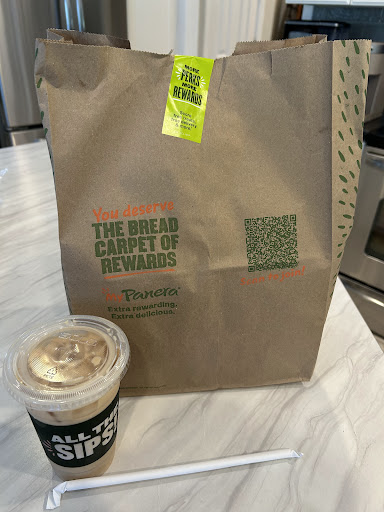 MORE
PERKS
MORE
REWARDS
You deserve
THE BREAD
CARPET OF
REWARDS
My Panera®
Extra rewarding.
Extra delicious.
ALL THE
SIPS